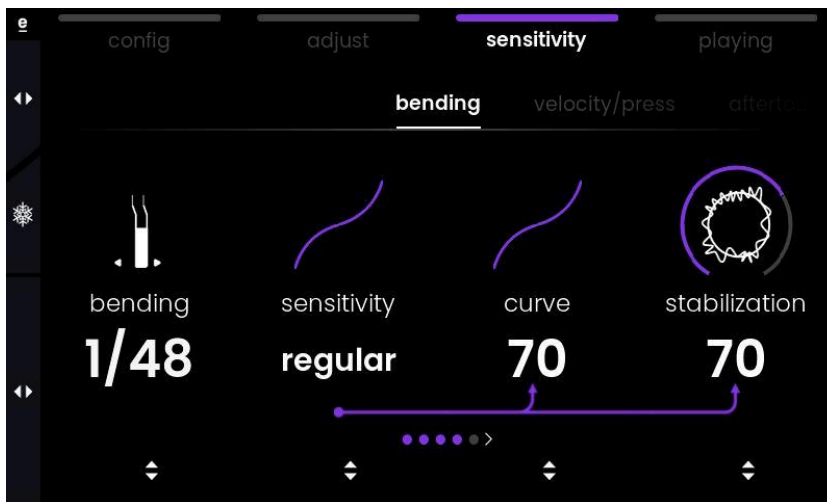 e
config adjust sensitivity playing
bending velocity/press
bending sensitivity curve stabilization
1/48 regular 70 70